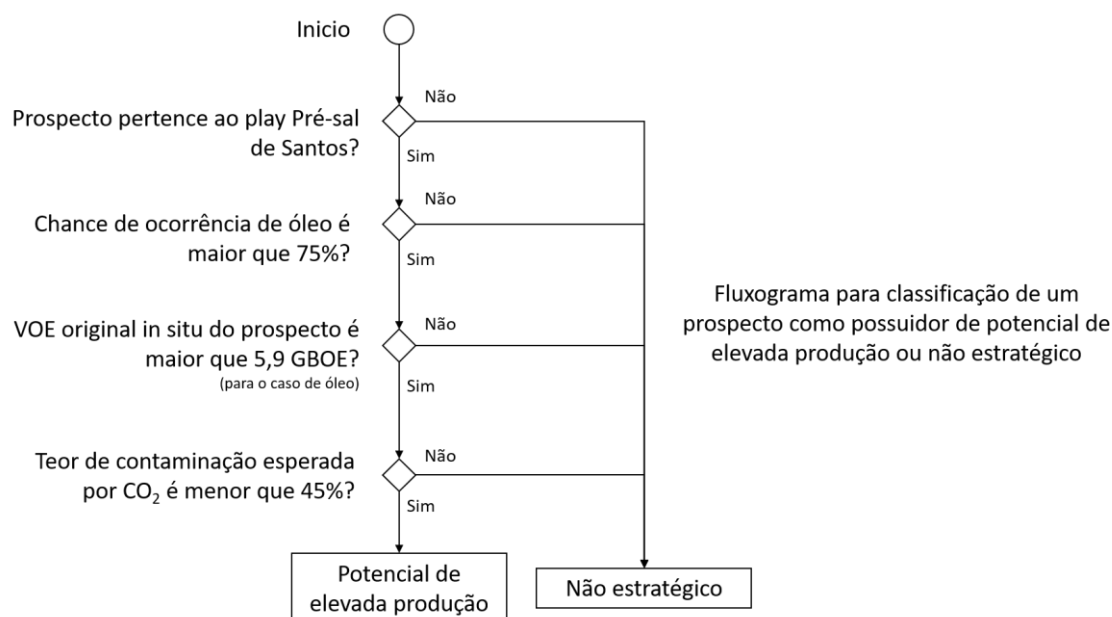 Inicio
Não
Prospecto pertence ao play Pré-sal
de Santos?
Sim
Não
Chance de ocorrência de óleo é
maior que 75%?
Sim
Não
VOE original in situ do prospecto é
maior que 5,9 GBOE?
(para o caso de óleo)
Sim
Não
Teor de contaminação esperada
por CO₂ é menor que 45%?
Sim
Potencial de
elevada produção
Não estratégico
Fluxograma para classificação de um
prospecto como possuidor de potencial de
elevada produção ou não estratégico